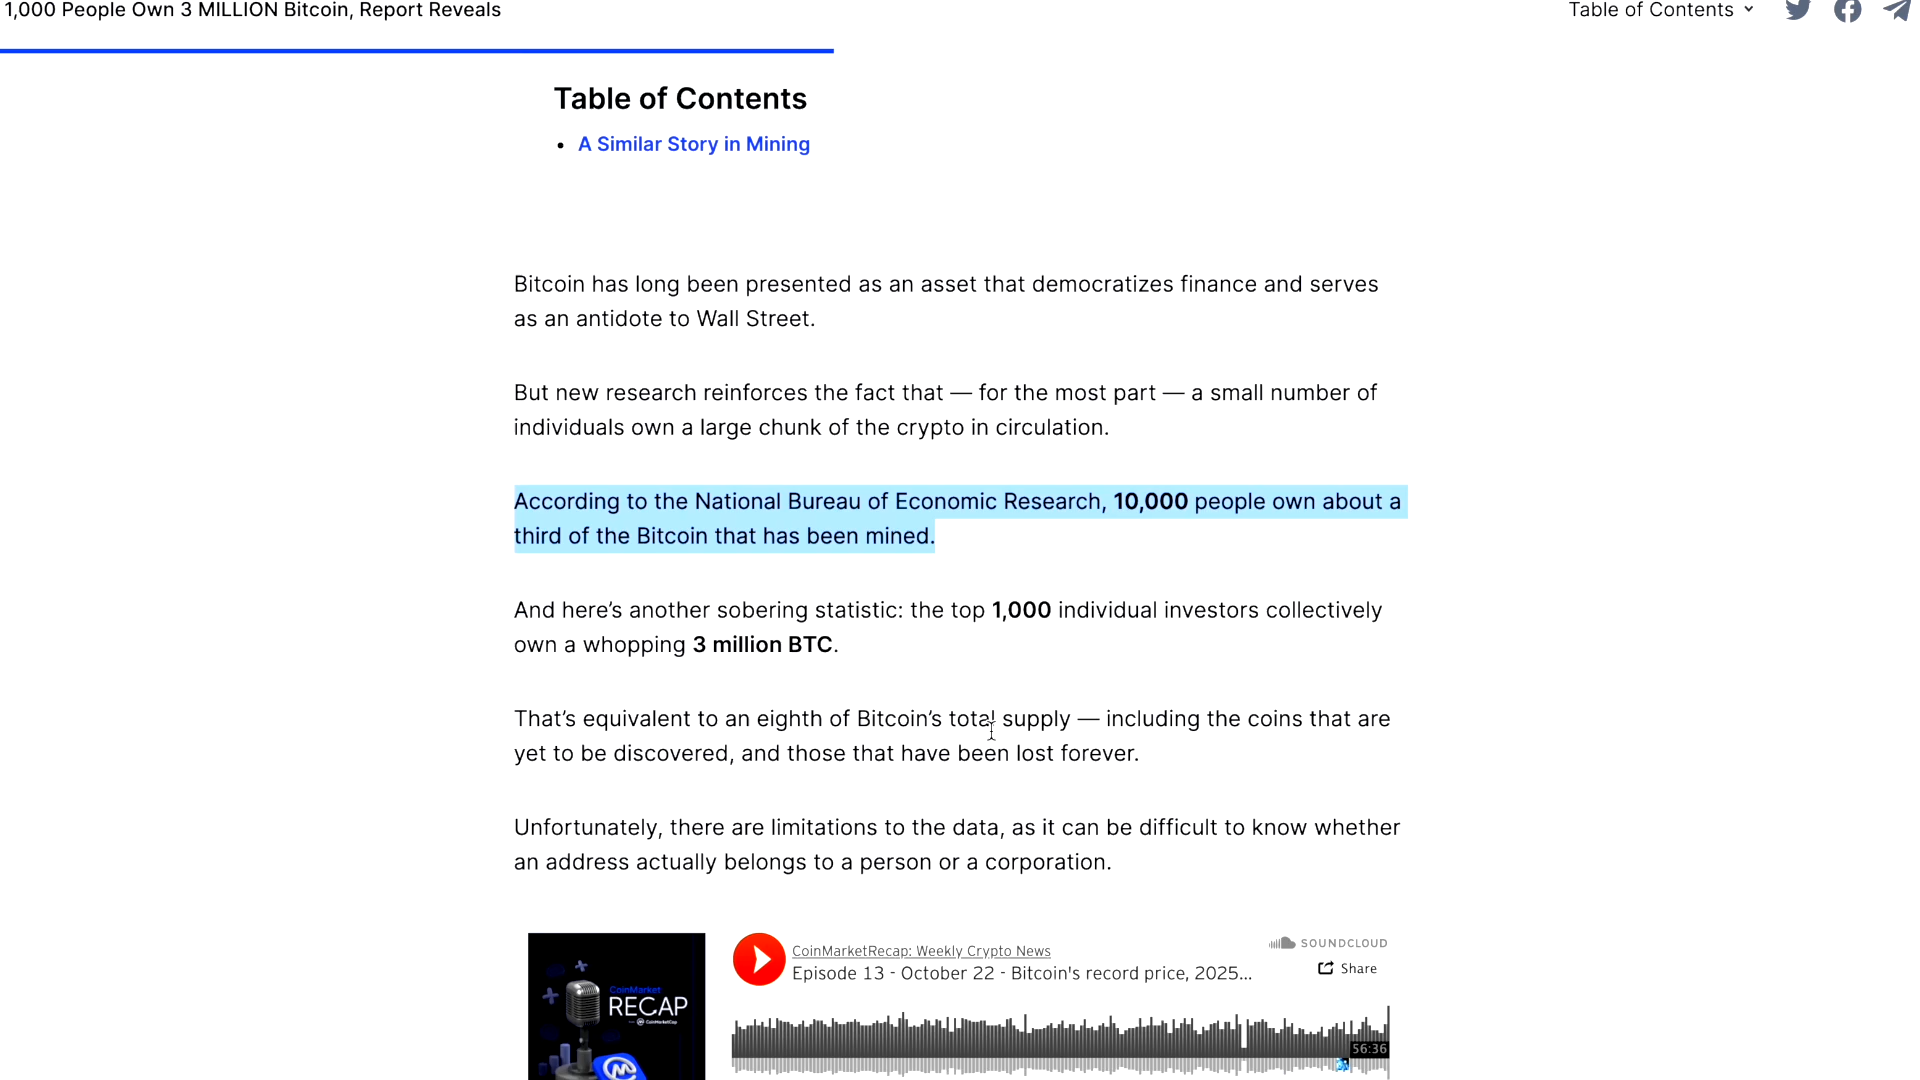 1,000 People Own 3 MILLION Bitcoin, Report Reveals
Table of Contents
Table of Contents
• A Similar Story in Mining
Bitcoin has long been presented as an asset that democratizes finance and serves
as an antidote to Wall Street.
But new research reinforces the fact that — for the most part — a small number of
individuals own a large chunk of the crypto in circulation.
According to the National Bureau of Economic Research, 10,000 people own about a
third of the Bitcoin that has been mined.
And here’s another sobering statistic: the top 1,000 individual investors collectively
own a whopping 3 million BTC.
That’s equivalent to an eighth of Bitcoin’s total supply — including the coins that are
yet to be discovered, and those that have been lost forever.
Unfortunately, there are limitations to the data, as it can be difficult to know whether
an address actually belongs to a person or a corporation.
CoinMarketRecap: Weekly Crypto News
SOUNDCLOUD
Episode 13 - October 22 - Bitcoin's record price, 2025...
Share
CoinMarket
RECAP
CoinMarketCap
56:36